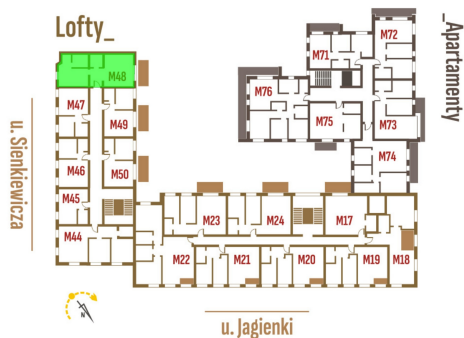 Lofty_
_Apartamenty
M72
M71
M48
M76
M47
M49
M75
M73
u. Sienkiewicza
M74
M46
M50
M45
M23
M24
M17
M44
M22
M21
M20
M19
M18
N
u. Jagienki